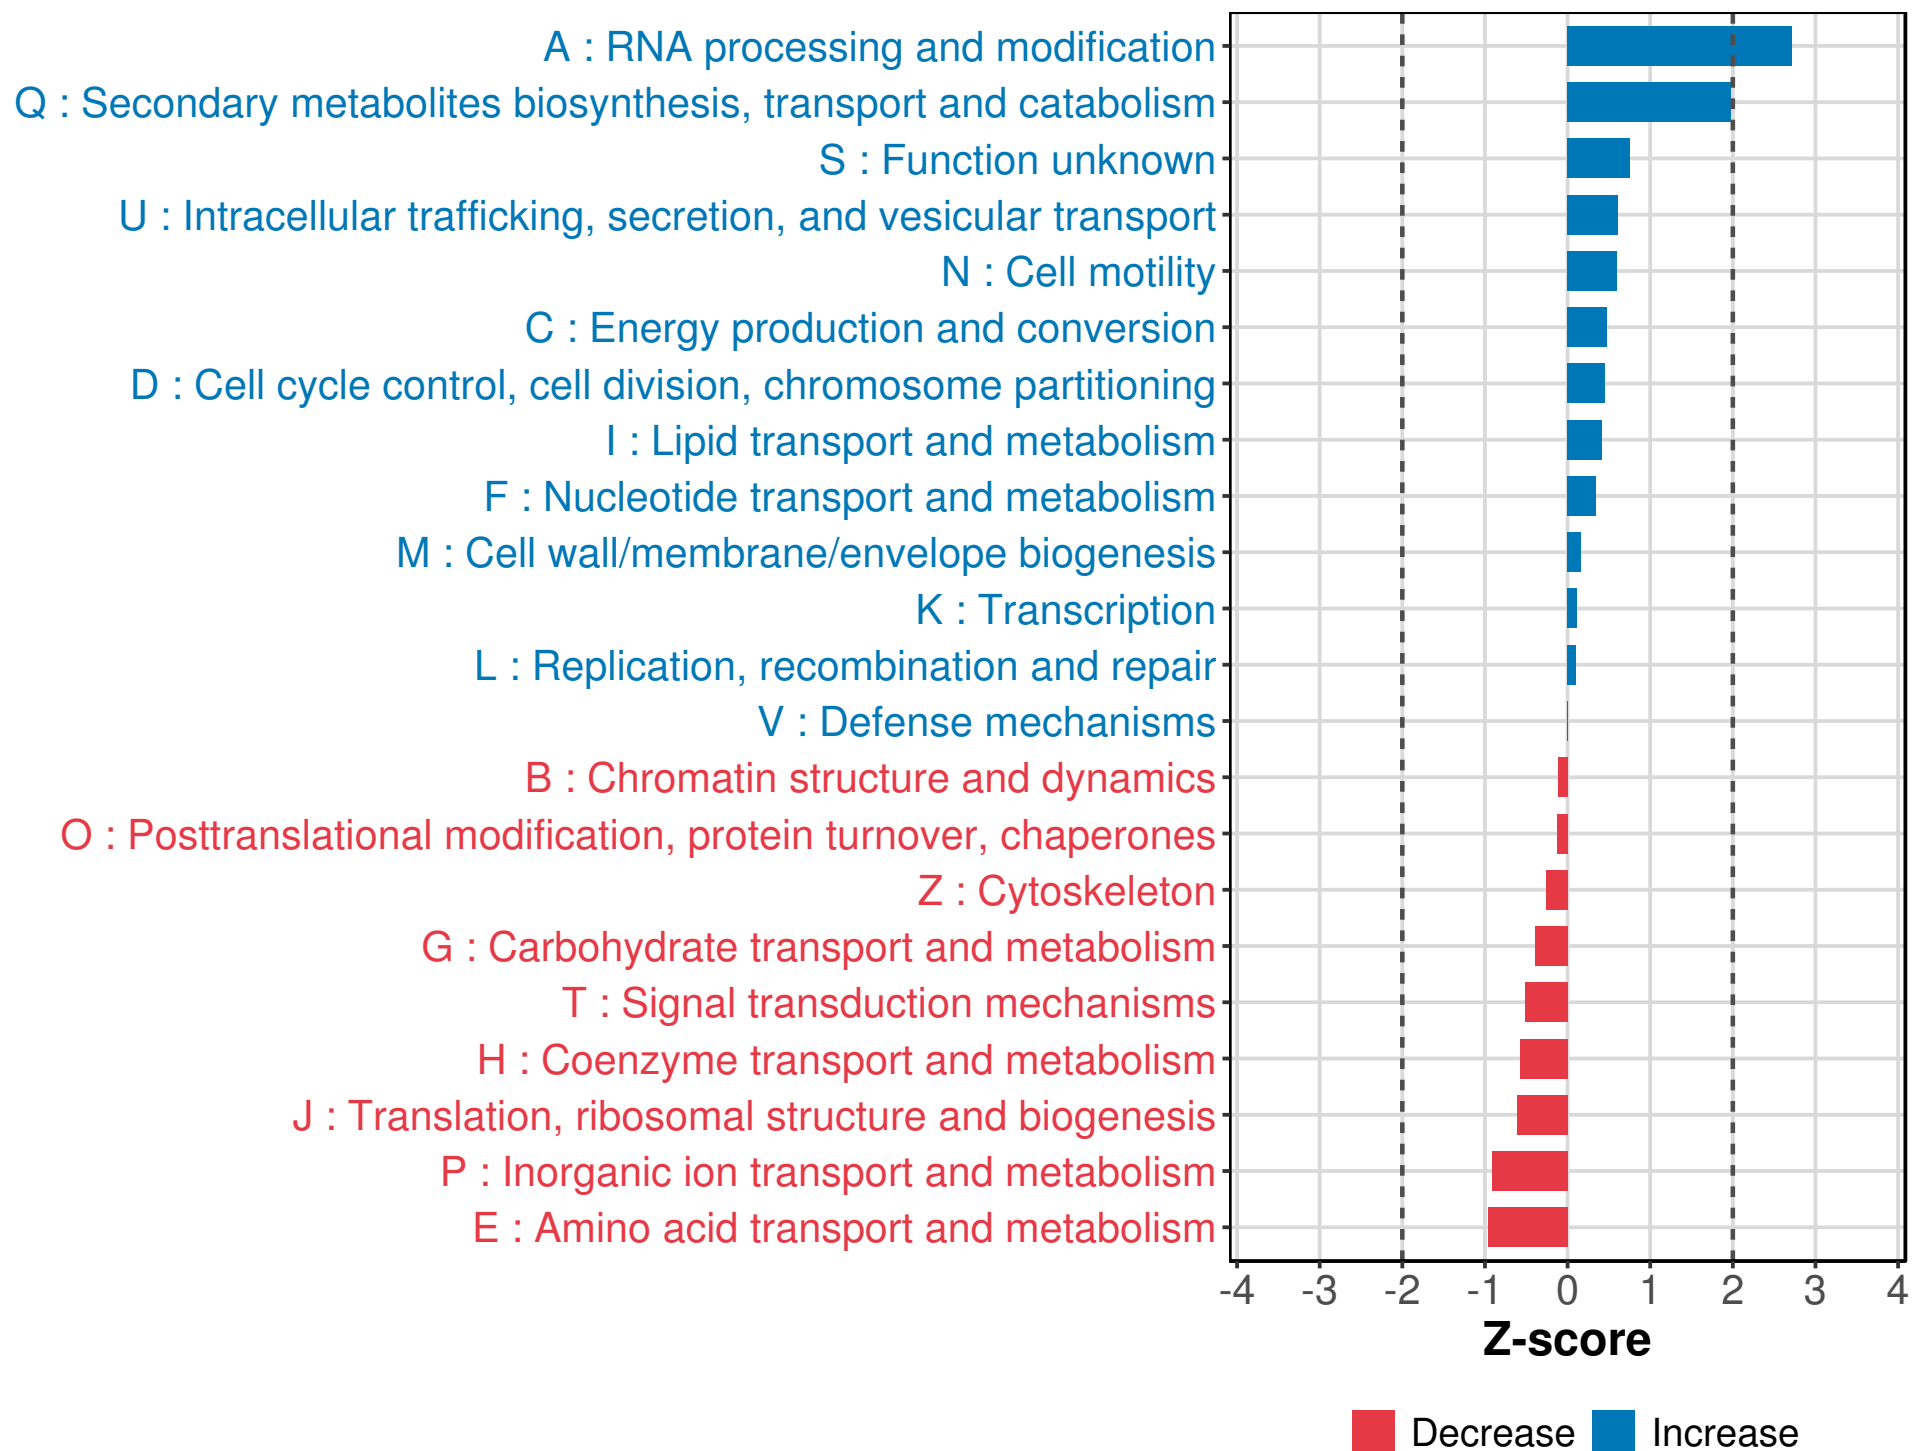 A : RNA processing and modification
Q : Secondary metabolites biosynthesis, transport and catabolism
S : Function unknown
U : Intracellular trafficking, secretion, and vesicular transport
N : Cell motility
C : Energy production and conversion
D : Cell cycle control, cell division, chromosome partitioning
I : Lipid transport and metabolism
F : Nucleotide transport and metabolism
M : Cell wall/membrane/envelope biogenesis
K : Transcription
L : Replication, recombination and repair
V : Defense mechanisms
B : Chromatin structure and dynamics
O : Posttranslational modification, protein turnover, chaperones
Z : Cytoskeleton
G : Carbohydrate transport and metabolism
T : Signal transduction mechanisms
H : Coenzyme transport and metabolism
J : Translation, ribosomal structure and biogenesis
P : Inorganic ion transport and metabolism
E : Amino acid transport and metabolism
-4 -3 -2 -1 0 1 2 3 4
Z-score
Decrease Increase